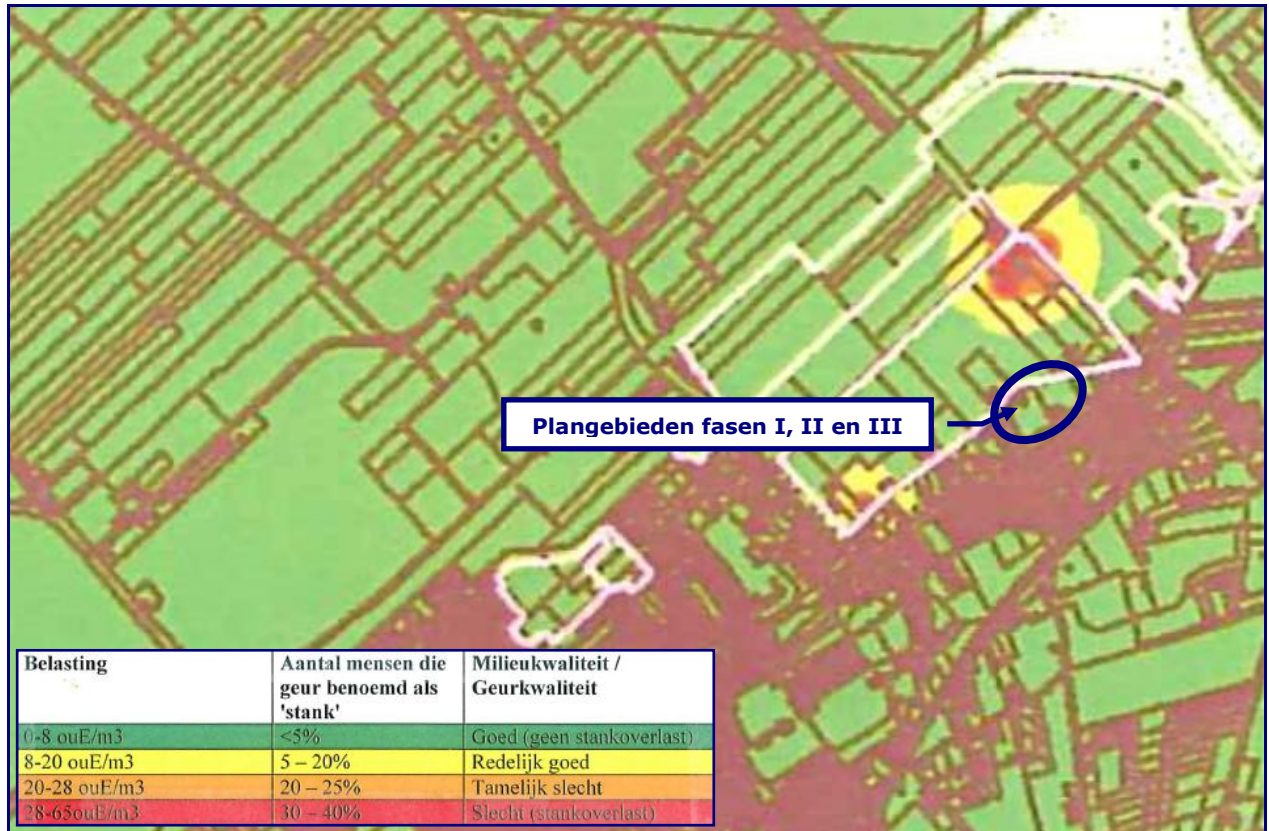 Plangebieden fasen I, II en III
Belasting Aantal mensen die geur benoemd als 'stank' Milieukwaliteit / Geurkwaliteit
0-8 ouE/m3 <5% Goed (geen stankoverlast)
8-20 ouE/m3 5 – 20% Redelijk goed
20-28 ouE/m3 20 – 25% Tamelijk slecht
28-65ouE/m3 30 – 40% Slecht (stankoverlast)